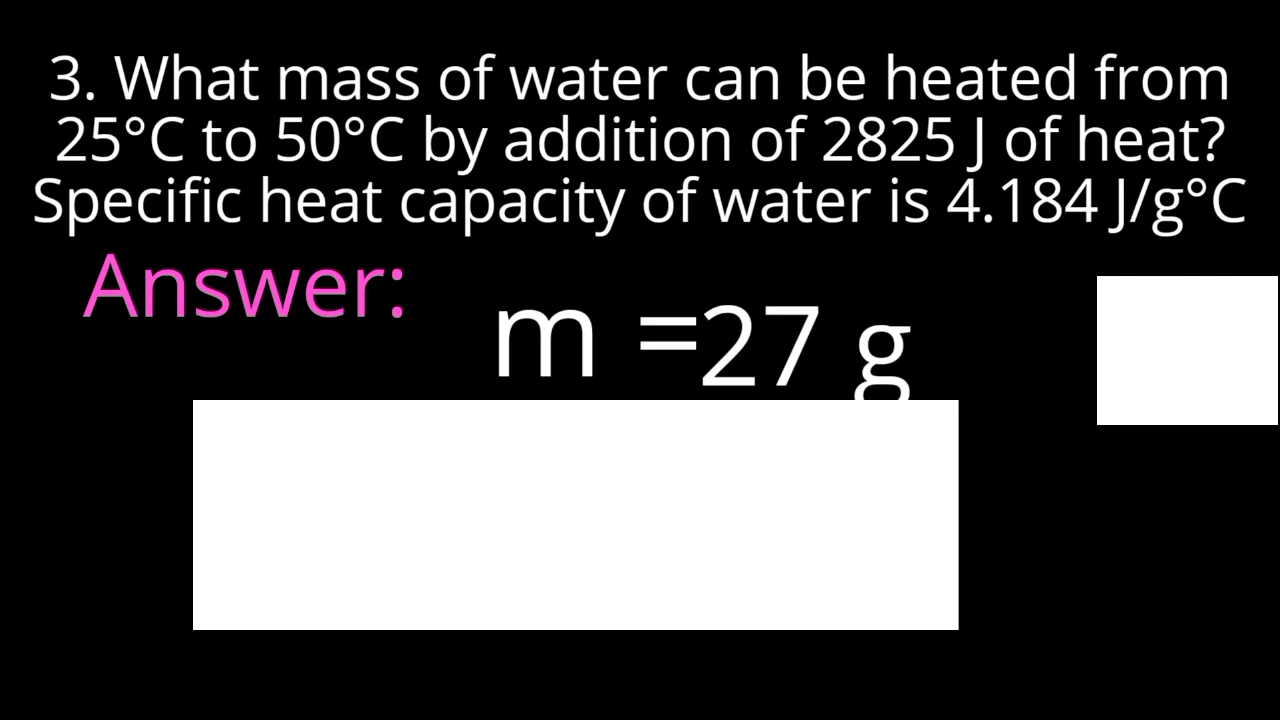 3. What mass of water can be heated from
25°C to 50°C by addition of 2825 J of heat?
Specific heat capacity of water is 4.184 J/g°C
Answer:
m =27 g